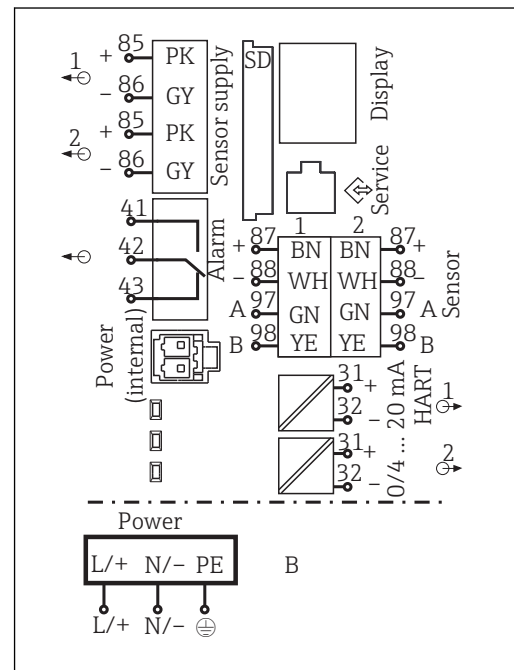 1
+ 85 PK
- 86 GY
2
+ 85 PK
- 86 GY
Sensor supply
SD
Display
Service
41
42
43
Alarm
1 2
+ 87 BN BN 87 +
- 88 WH WH 88 -
A 97 GN GN 97 A
B 98 YE YE 98 B
Sensor
Power
(internal)
31 +
32 -
31 +
32 -
0/4 ... 20 mA
HART
1
2
Power
L/+ N/- PE
B
L/+ N/-